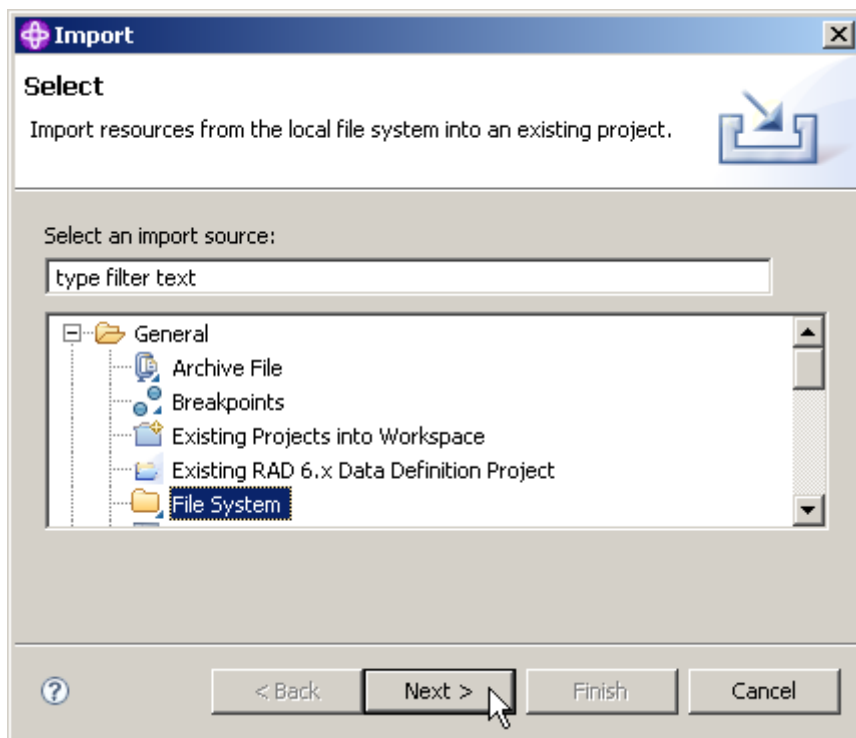 Import
Select
Import resources from the local file system into an existing project.
Select an import source:
type filter text
General
Archive File
Breakpoints
Existing Projects into Workspace
Existing RAD 6.x Data Definition Project
File System
? < Back Next > Finish Cancel